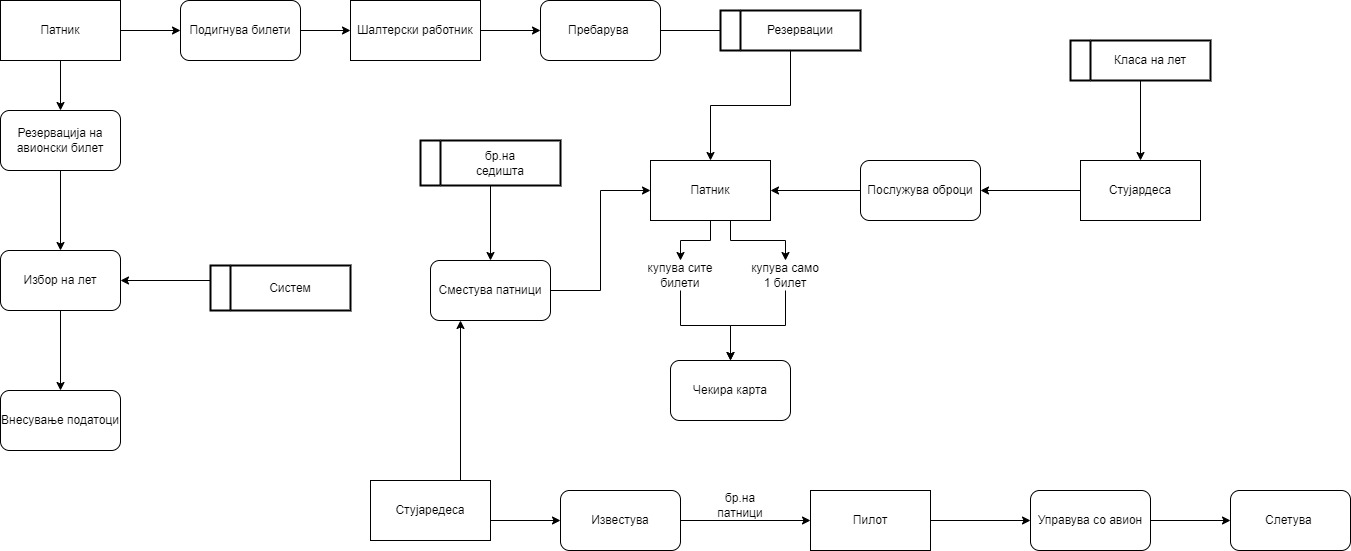 Патник
Подигнува билети
Шалтерски работник
Пребарува
Резервации
Класа на лет
Резервација на
авионски билет
бр.на
седишта
Патник
Послужува оброци
Стујардеса
Избор на лет
Систем
Сместува патници
купува сите
билети
купува само
1 билет
Чекира карта
Внесување податоци
Стујаредеса
Известува
бр.на
патници
Пилот
Управува со авион
Слетува